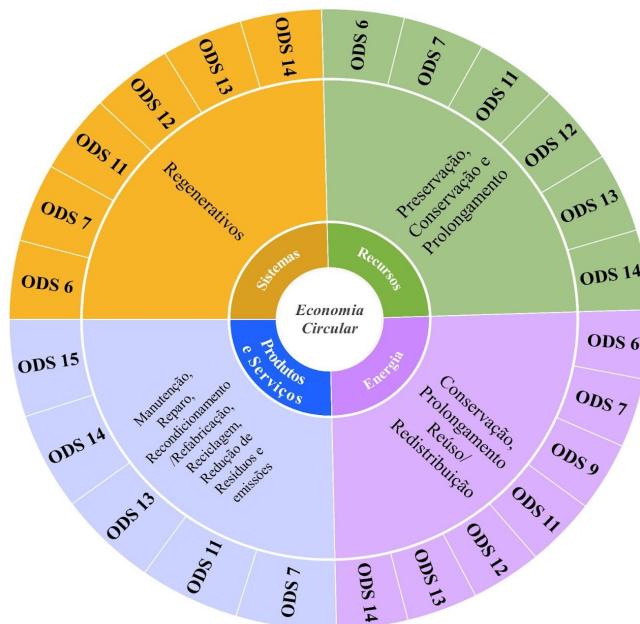 Economia
Circular
Sistemas
Regenerativos
ODS 6
ODS 7
ODS 11
ODS 12
ODS 13
ODS 14
Recursos
Preservação,
Conservação e
Prolongamento
ODS 6
ODS 7
ODS 11
ODS 12
ODS 13
ODS 14
Energia
Conservação,
Prolongamento
Reúso/
Redistribuição
ODS 6
ODS 7
ODS 9
ODS 11
ODS 12
ODS 13
ODS 14
Produtos
e Serviços
Manutenção,
Reparo,
Recondicionamento
/Refabricação,
Reciclagem,
Redução de
Resíduos e
emissões
ODS 7
ODS 11
ODS 13
ODS 14
ODS 15